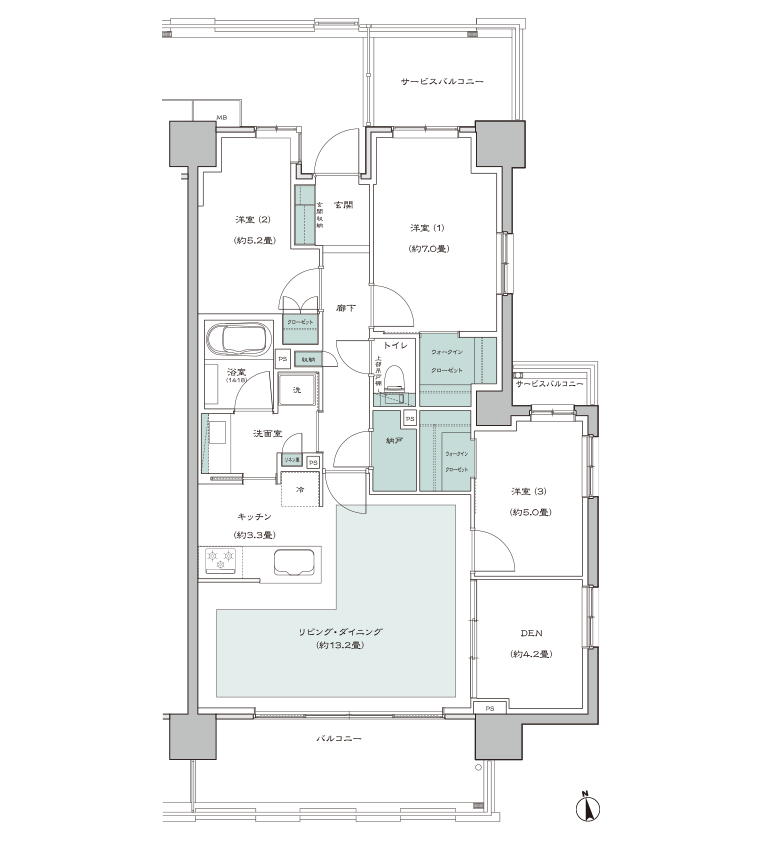 サービスバルコニー
MB
洋室 (2)
(約5.2畳)
玄関収納
玄関
洋室 (1)
(約7.0畳)
廊下
クローゼット
トイレ
上部吊戸棚
ウォークイン
クローゼット
PS
収納
浴室
(1418)
洗
サービスバルコニー
洗面室
リネン庫
PS
納戸
PS
ウォークイン
クローゼット
冷
洋室 (3)
(約5.0畳)
キッチン
(約3.3畳)
リビング・ダイニング
(約13.2畳)
DEN
(約4.2畳)
PS
バルコニー
N